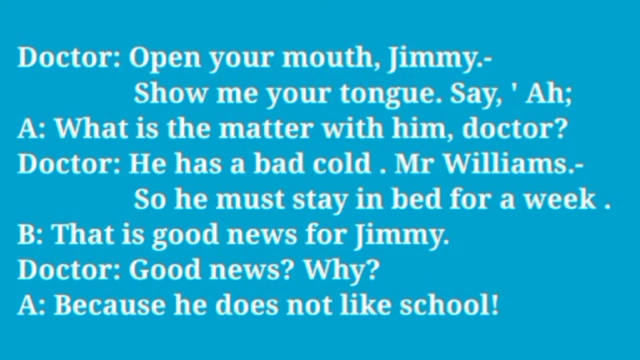 Doctor: Open your mouth, Jimmy.-
Show me your tongue. Say, ' Ah;
A: What is the matter with him, doctor?
Doctor: He has a bad cold . Mr Williams.-
So he must stay in bed for a week .
B: That is good news for Jimmy.
Doctor: Good news? Why?
A: Because he does not like school!